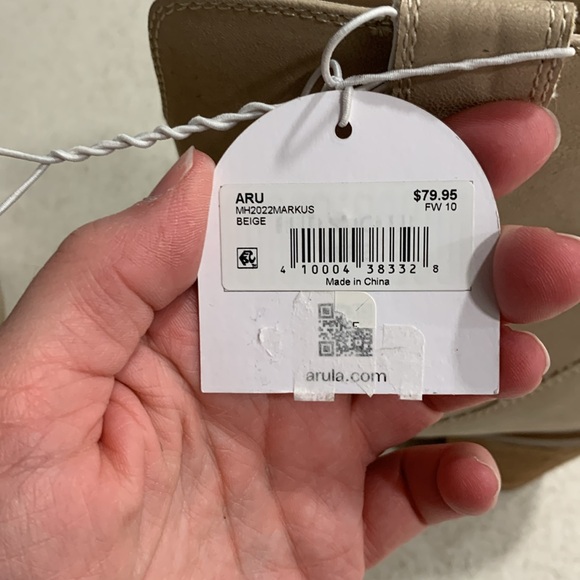 ARU $79.95
MH2022MARKUS FW 10
BEIGE
4 10004 38332 8
Made in China
arula.com